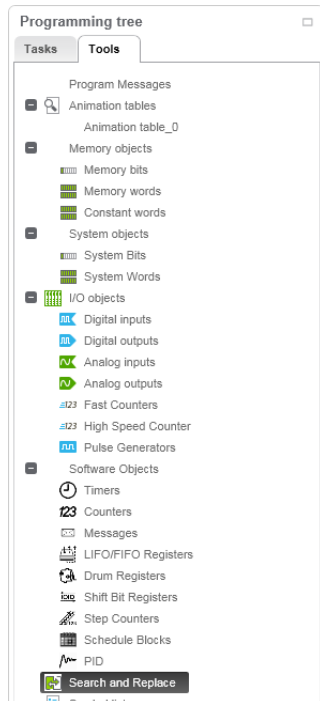 Programming tree
Tasks Tools
Program Messages
Animation tables
Animation table_0
Memory objects
Memory bits
Memory words
Constant words
System objects
System Bits
System Words
I/O objects
Digital inputs
Digital outputs
Analog inputs
Analog outputs
123 Fast Counters
123 High Speed Counter
Pulse Generators
Software Objects
Timers
123 Counters
Messages
LIFO/FIFO Registers
Drum Registers
Shift Bit Registers
Step Counters
Schedule Blocks
PID
Search and Replace